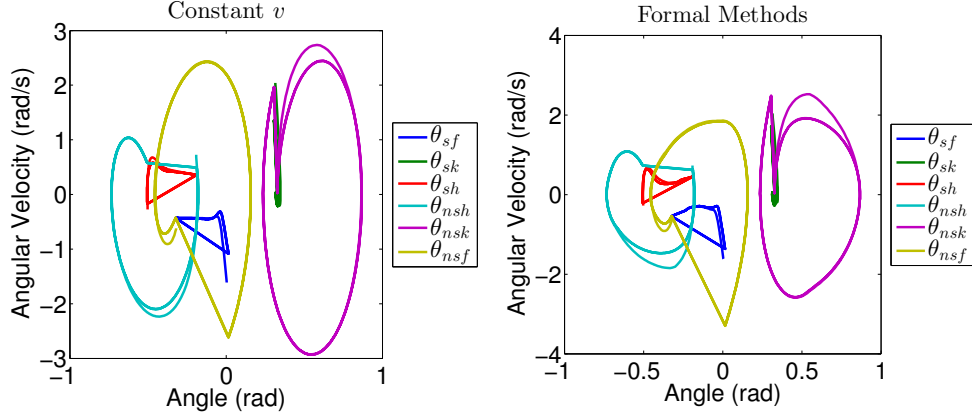 Constant v
Angular Velocity (rad/s)
3
2
1
0
−1
−2
−3
−1
0
1
Angle (rad)
θsf
θsk
θsh
θnsh
θnsk
θnsf
Formal Methods
Angular Velocity (rad/s)
4
2
0
−2
−4
−1
−0.5
0
0.5
1
Angle (rad)
θsf
θsk
θsh
θnsh
θnsk
θnsf